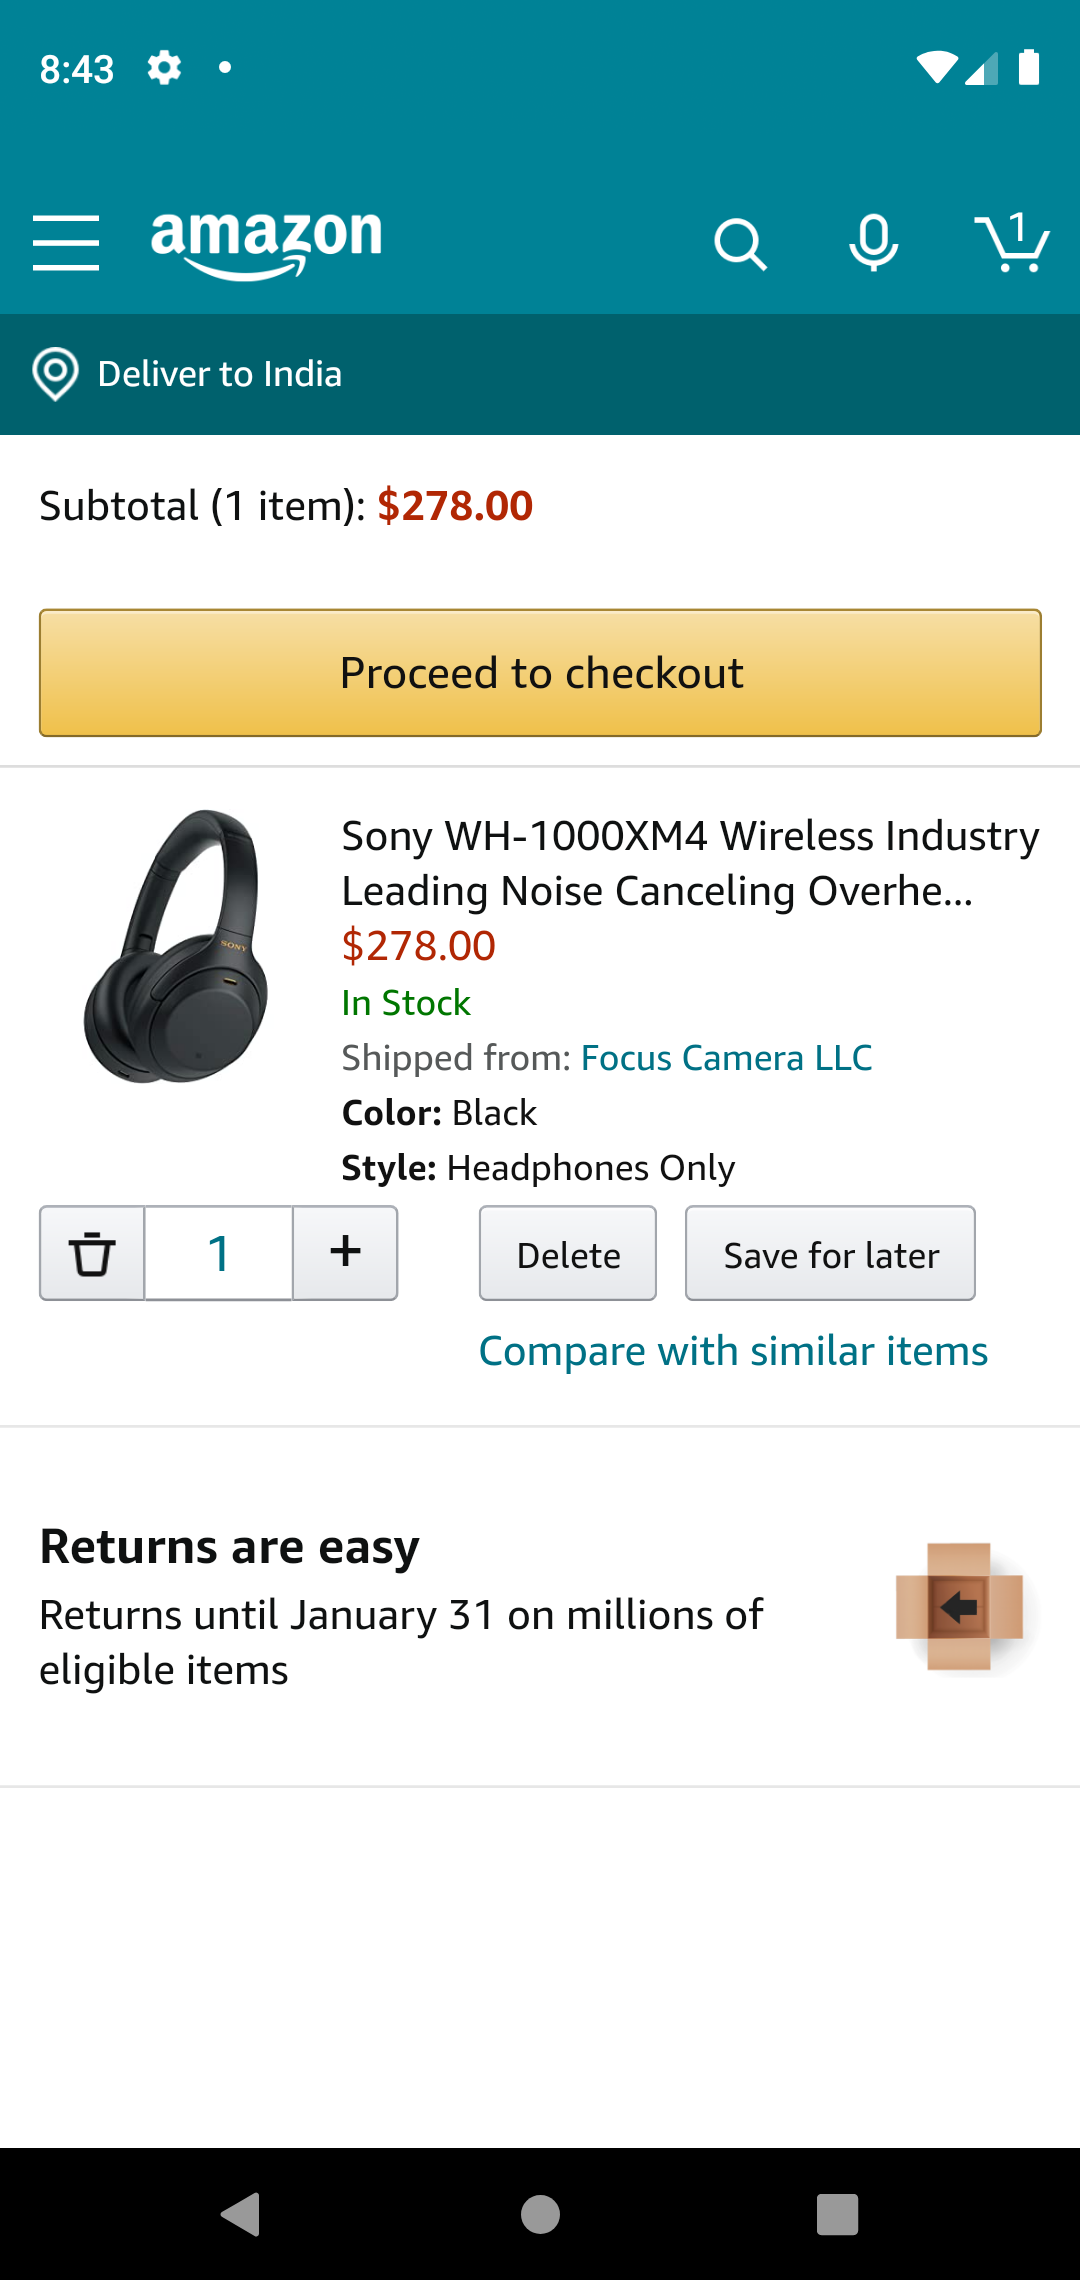 8:43
amazon
1
Deliver to India
Subtotal (1 item): $278.00
Proceed to checkout
SONY
Sony WH-1000XM4 Wireless Industry
Leading Noise Canceling Overhe...
$278.00
In Stock
Shipped from: Focus Camera LLC
Color: Black
Style: Headphones Only
1
+
Delete
Save for later
Compare with similar items
Returns are easy
Returns until January 31 on millions of
eligible items